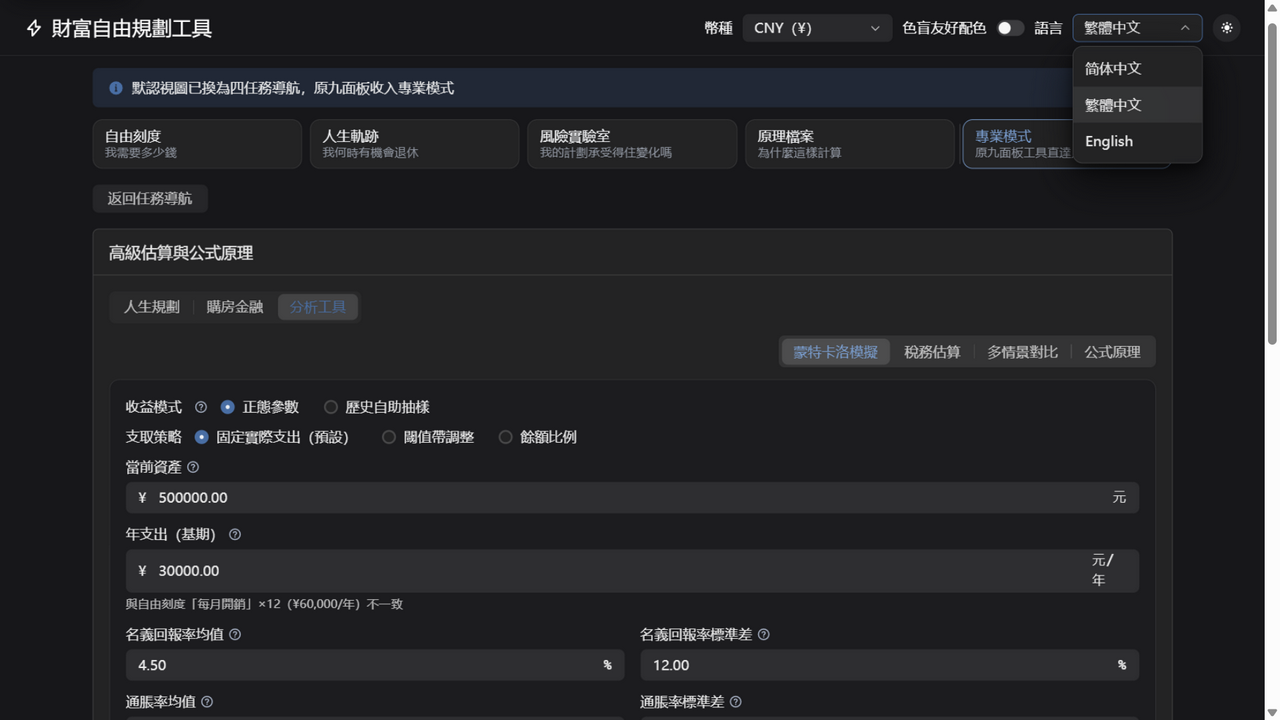 財富自由規劃工具
幣種 CNY (¥) 色盲友好配色 語言 繁體中文
简体中文
繁體中文
English
默認視圖已換為四任務導航，原九面板收入專業模式
自由刻度
我需要多少錢
人生軌跡
我何時有機會退休
風險實驗室
我的計劃承受得住變化嗎
原理檔案
為什麼這樣計算
專業模式
原九面板工具直達
返回任務導航
高級估算與公式原理
人生規劃 購房金融 分析工具
蒙特卡洛模擬 稅務估算 多情景對比 公式原理
收益模式 正態參數 歷史自助抽樣
支取策略 固定實際支出（預設） 閾值帶調整 餘額比例
當前資產
¥ 500000.00 元
年支出（基期）
¥ 30000.00 元/年
與自由刻度「每月開銷」×12（¥60,000/年）不一致
名義回報率均值 名義回報率標準差
4.50 % 12.00 %
通脹率均值 通脹率標準差